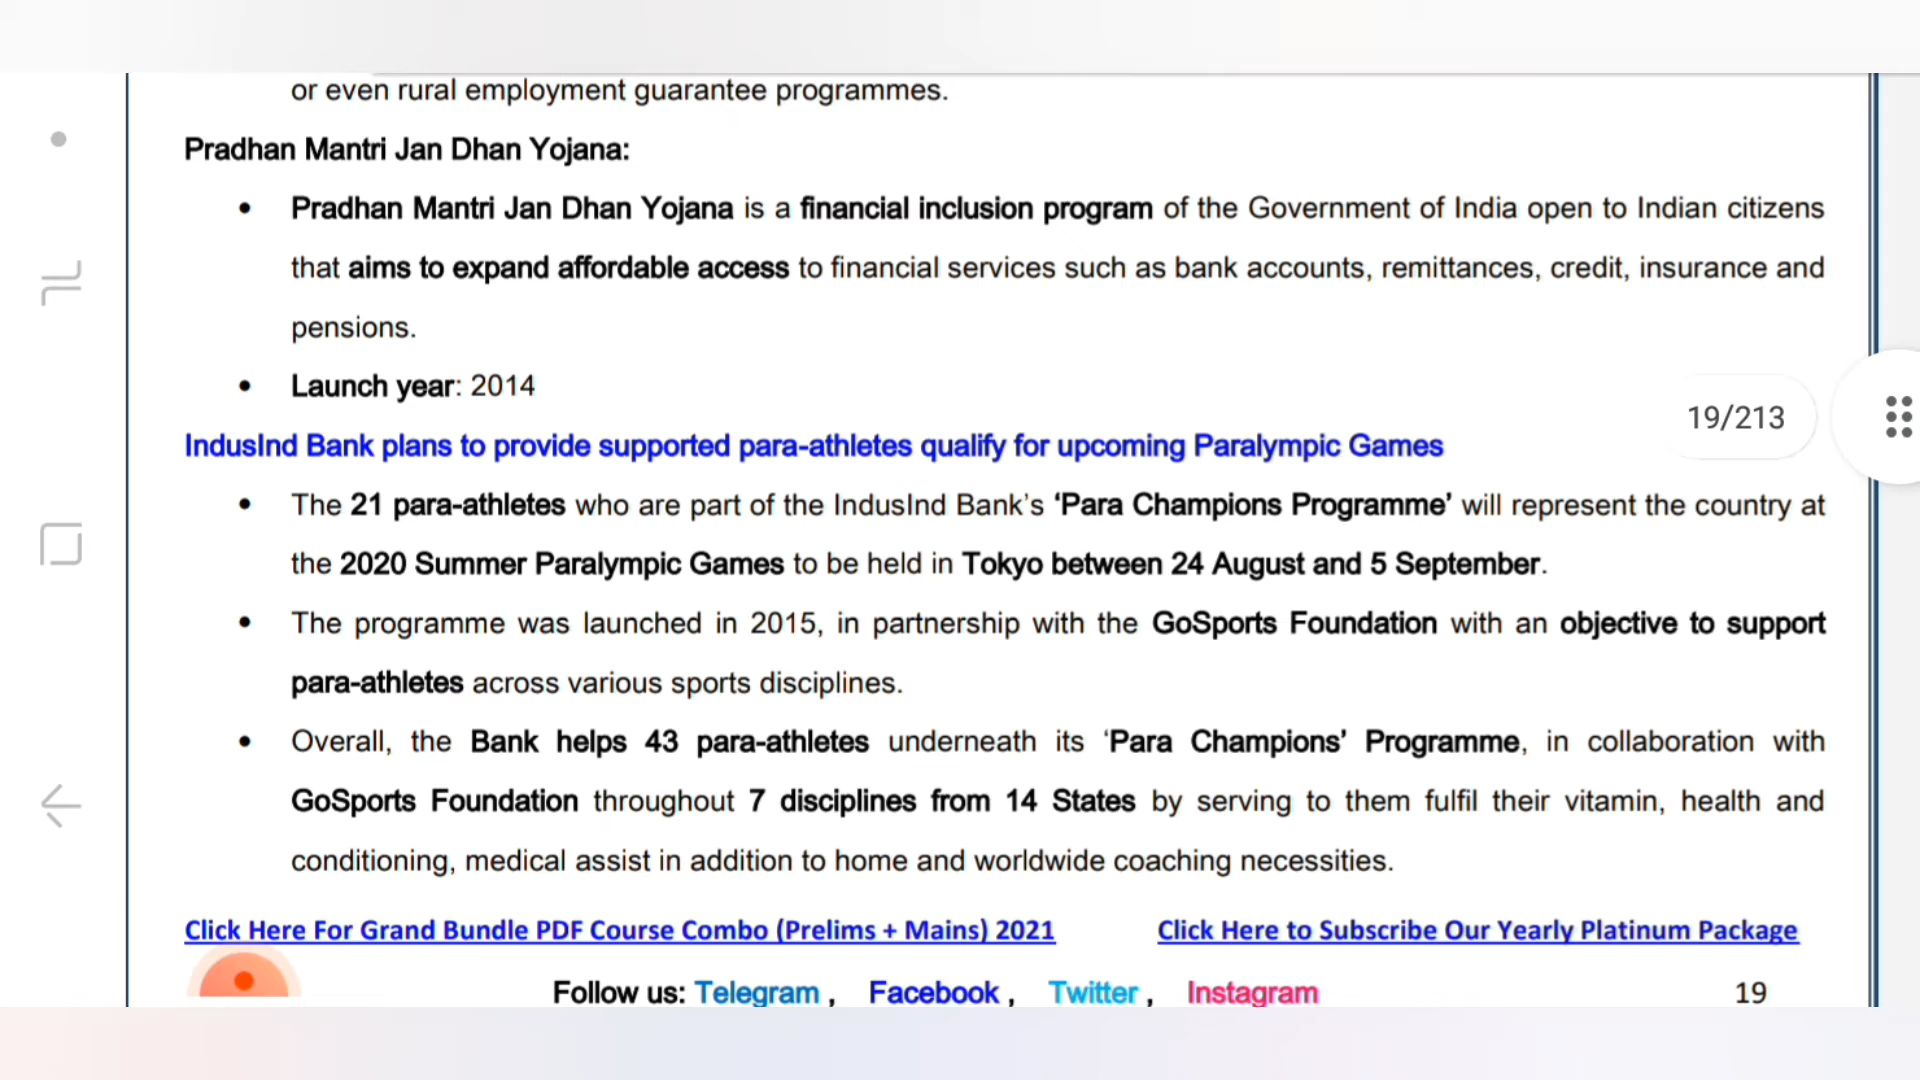 or even rural employment guarantee programmes.
Pradhan Mantri Jan Dhan Yojana:
• Pradhan Mantri Jan Dhan Yojana is a financial inclusion program of the Government of India open to Indian citizens
that aims to expand affordable access to financial services such as bank accounts, remittances, credit, insurance and
pensions.
• Launch year: 2014
19/213
IndusInd Bank plans to provide supported para-athletes qualify for upcoming Paralympic Games
• The 21 para-athletes who are part of the IndusInd Bank’s ‘Para Champions Programme’ will represent the country at
the 2020 Summer Paralympic Games to be held in Tokyo between 24 August and 5 September.
• The programme was launched in 2015, in partnership with the GoSports Foundation with an objective to support
para-athletes across various sports disciplines.
• Overall, the Bank helps 43 para-athletes underneath its ‘Para Champions’ Programme, in collaboration with
GoSports Foundation throughout 7 disciplines from 14 States by serving to them fulfil their vitamin, health and
conditioning, medical assist in addition to home and worldwide coaching necessities.
Click Here For Grand Bundle PDF Course Combo (Prelims + Mains) 2021 Click Here to Subscribe Our Yearly Platinum Package
Follow us: Telegram , Facebook , Twitter , Instagram 19